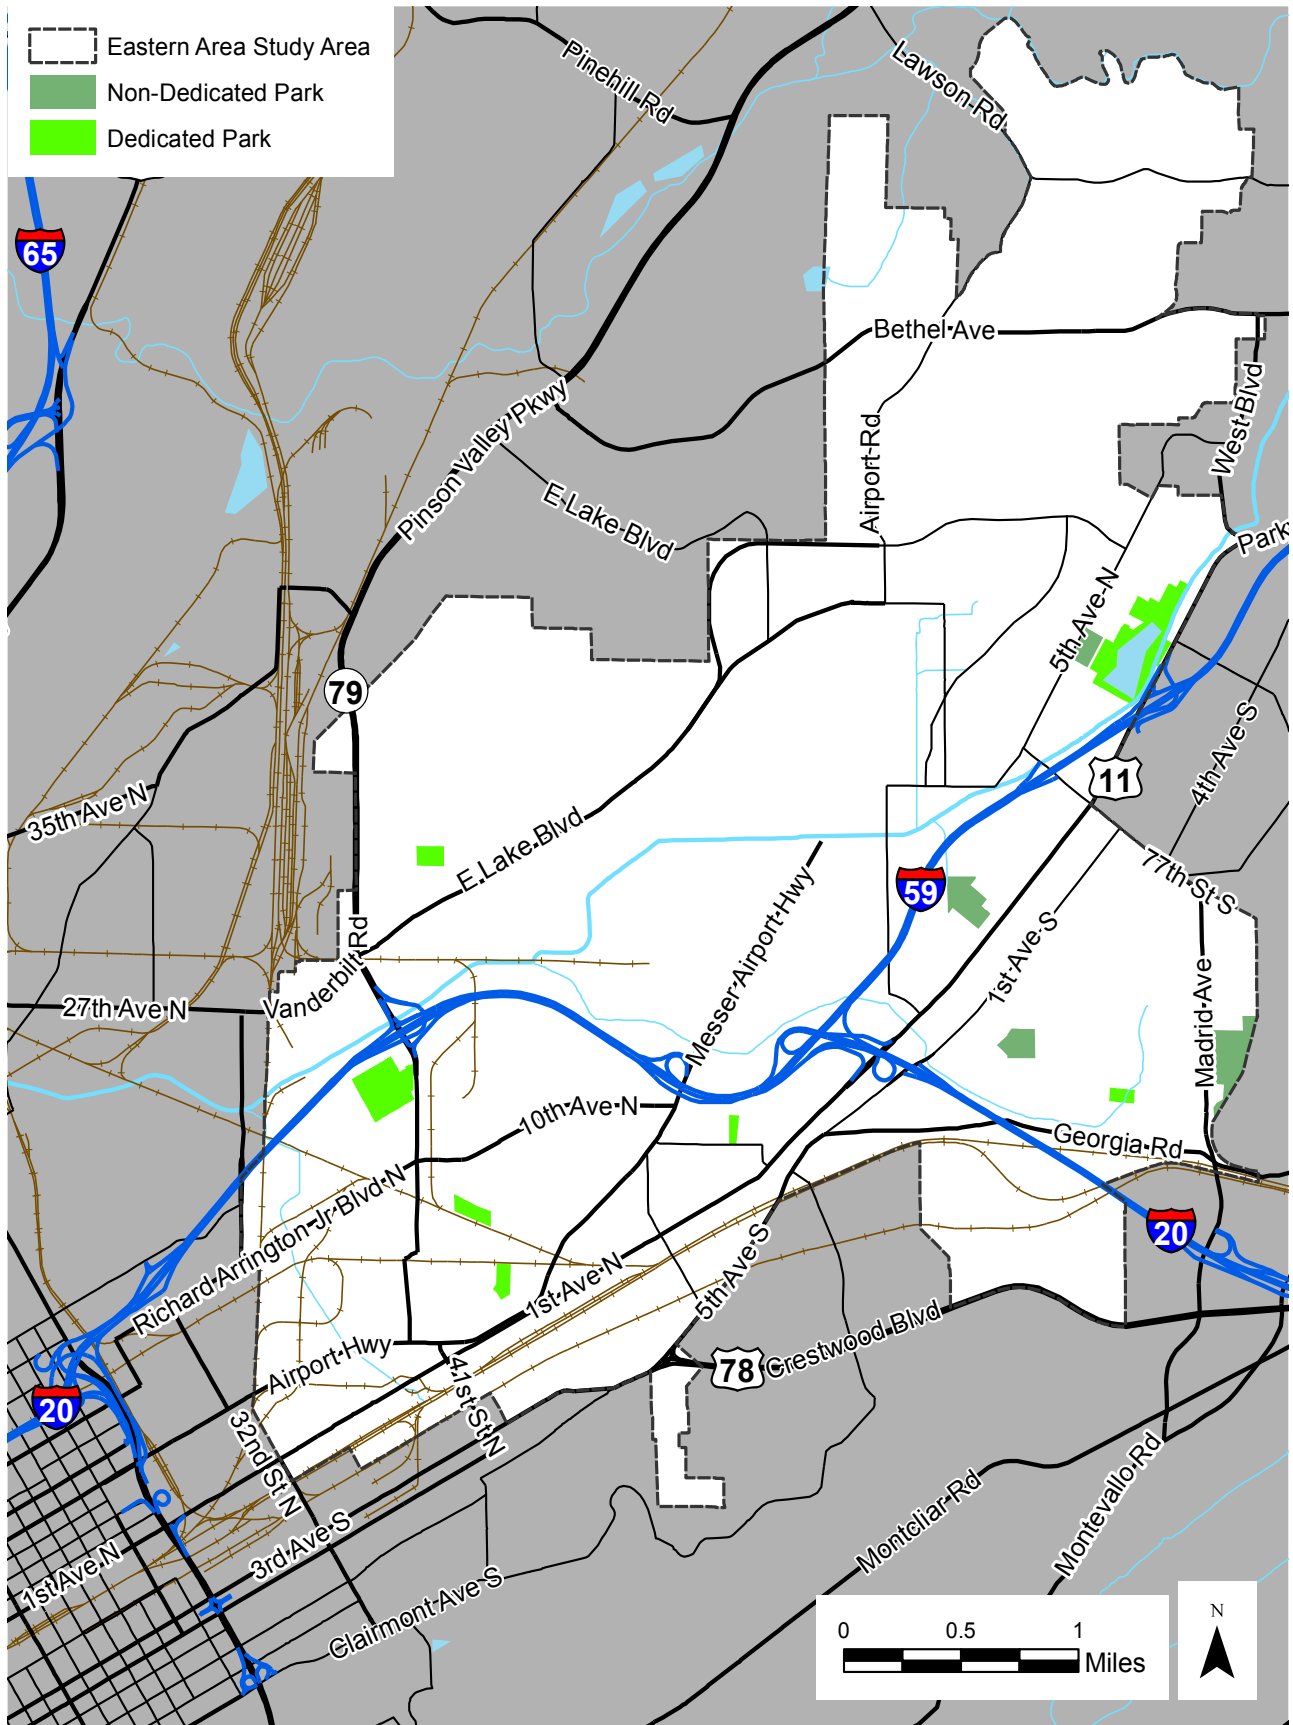 Eastern Area Study Area
Non-Dedicated Park
Dedicated Park
Pinehill Rd
Lawson Rd
65
Bethel Ave
Pinson Valley Pkwy
West Blvd
Airport Rd
E Lake Blvd
Park
5th Ave N
79
4th Ave S
11
35th Ave N
E Lake Blvd
77th St S
59
Messer Airport Hwy
1st Ave S
Vanderbilt Rd
27th Ave N
Madrid Ave
10th Ave N
Georgia Rd
Richard Arrington Jr Blvd N
20
5th Ave S
1st Ave N
Airport Hwy
78
Crestwood Blvd
20
41st St N
32nd St N
3rd Ave S
1st Ave N
Montcliar Rd
Montevallo Rd
Clairmont Ave S
0 0.5 1
Miles
N